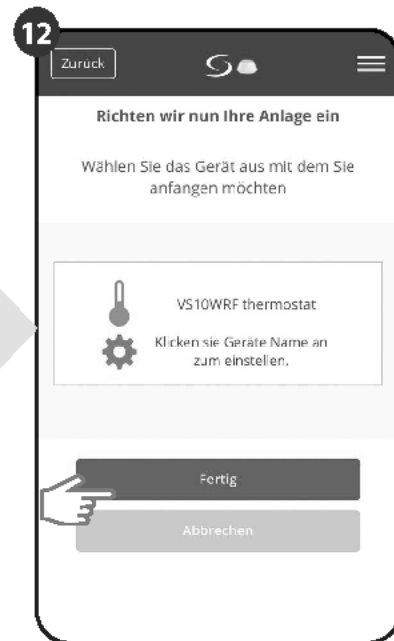 12
Zurück
Richten wir nun Ihre Anlage ein
Wählen Sie das Gerät aus mit dem Sie
anfangen möchten
VS10WRF thermostat
Klicken sie Geräte Name an
zum einstellen.
Fertig
Abbrechen